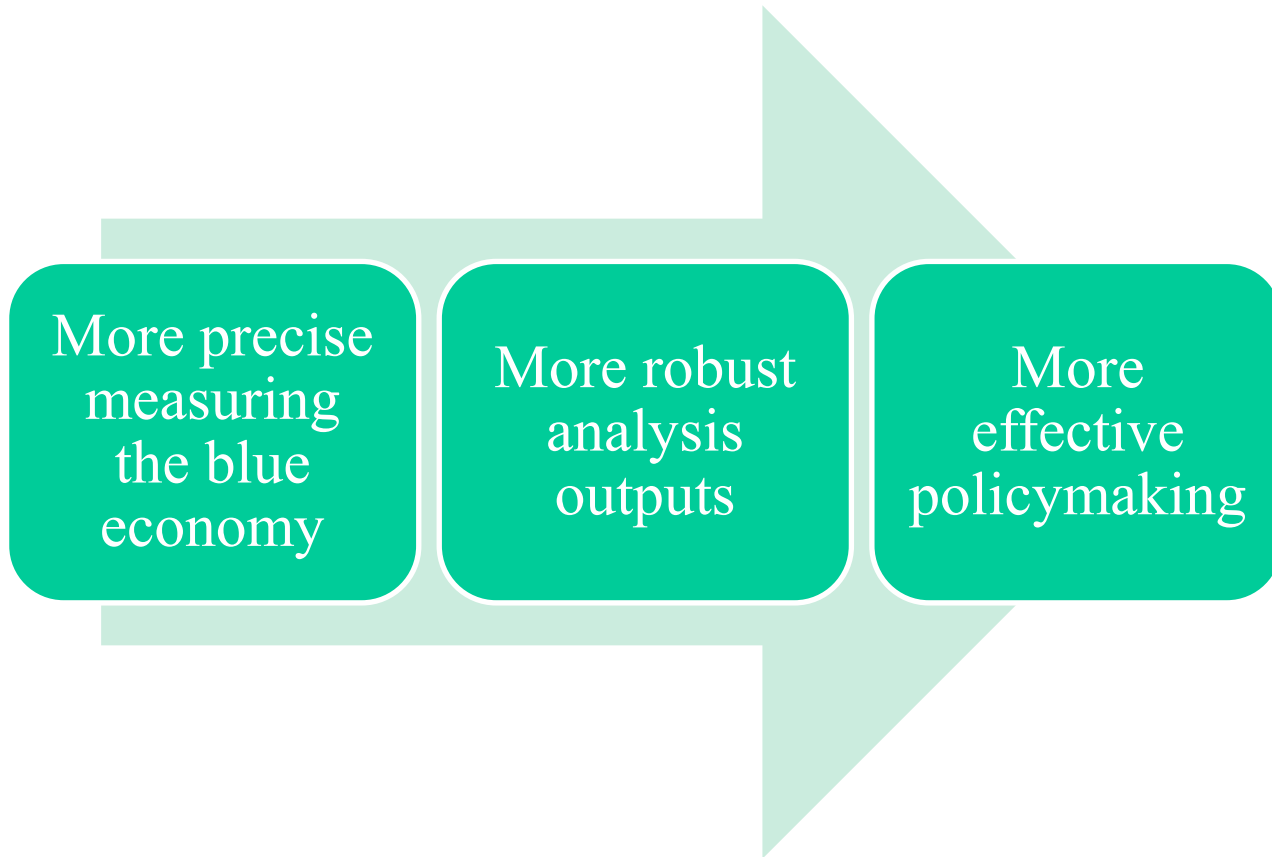 More precise
measuring
the blue
economy
More robust
analysis
outputs
More
effective
policymaking